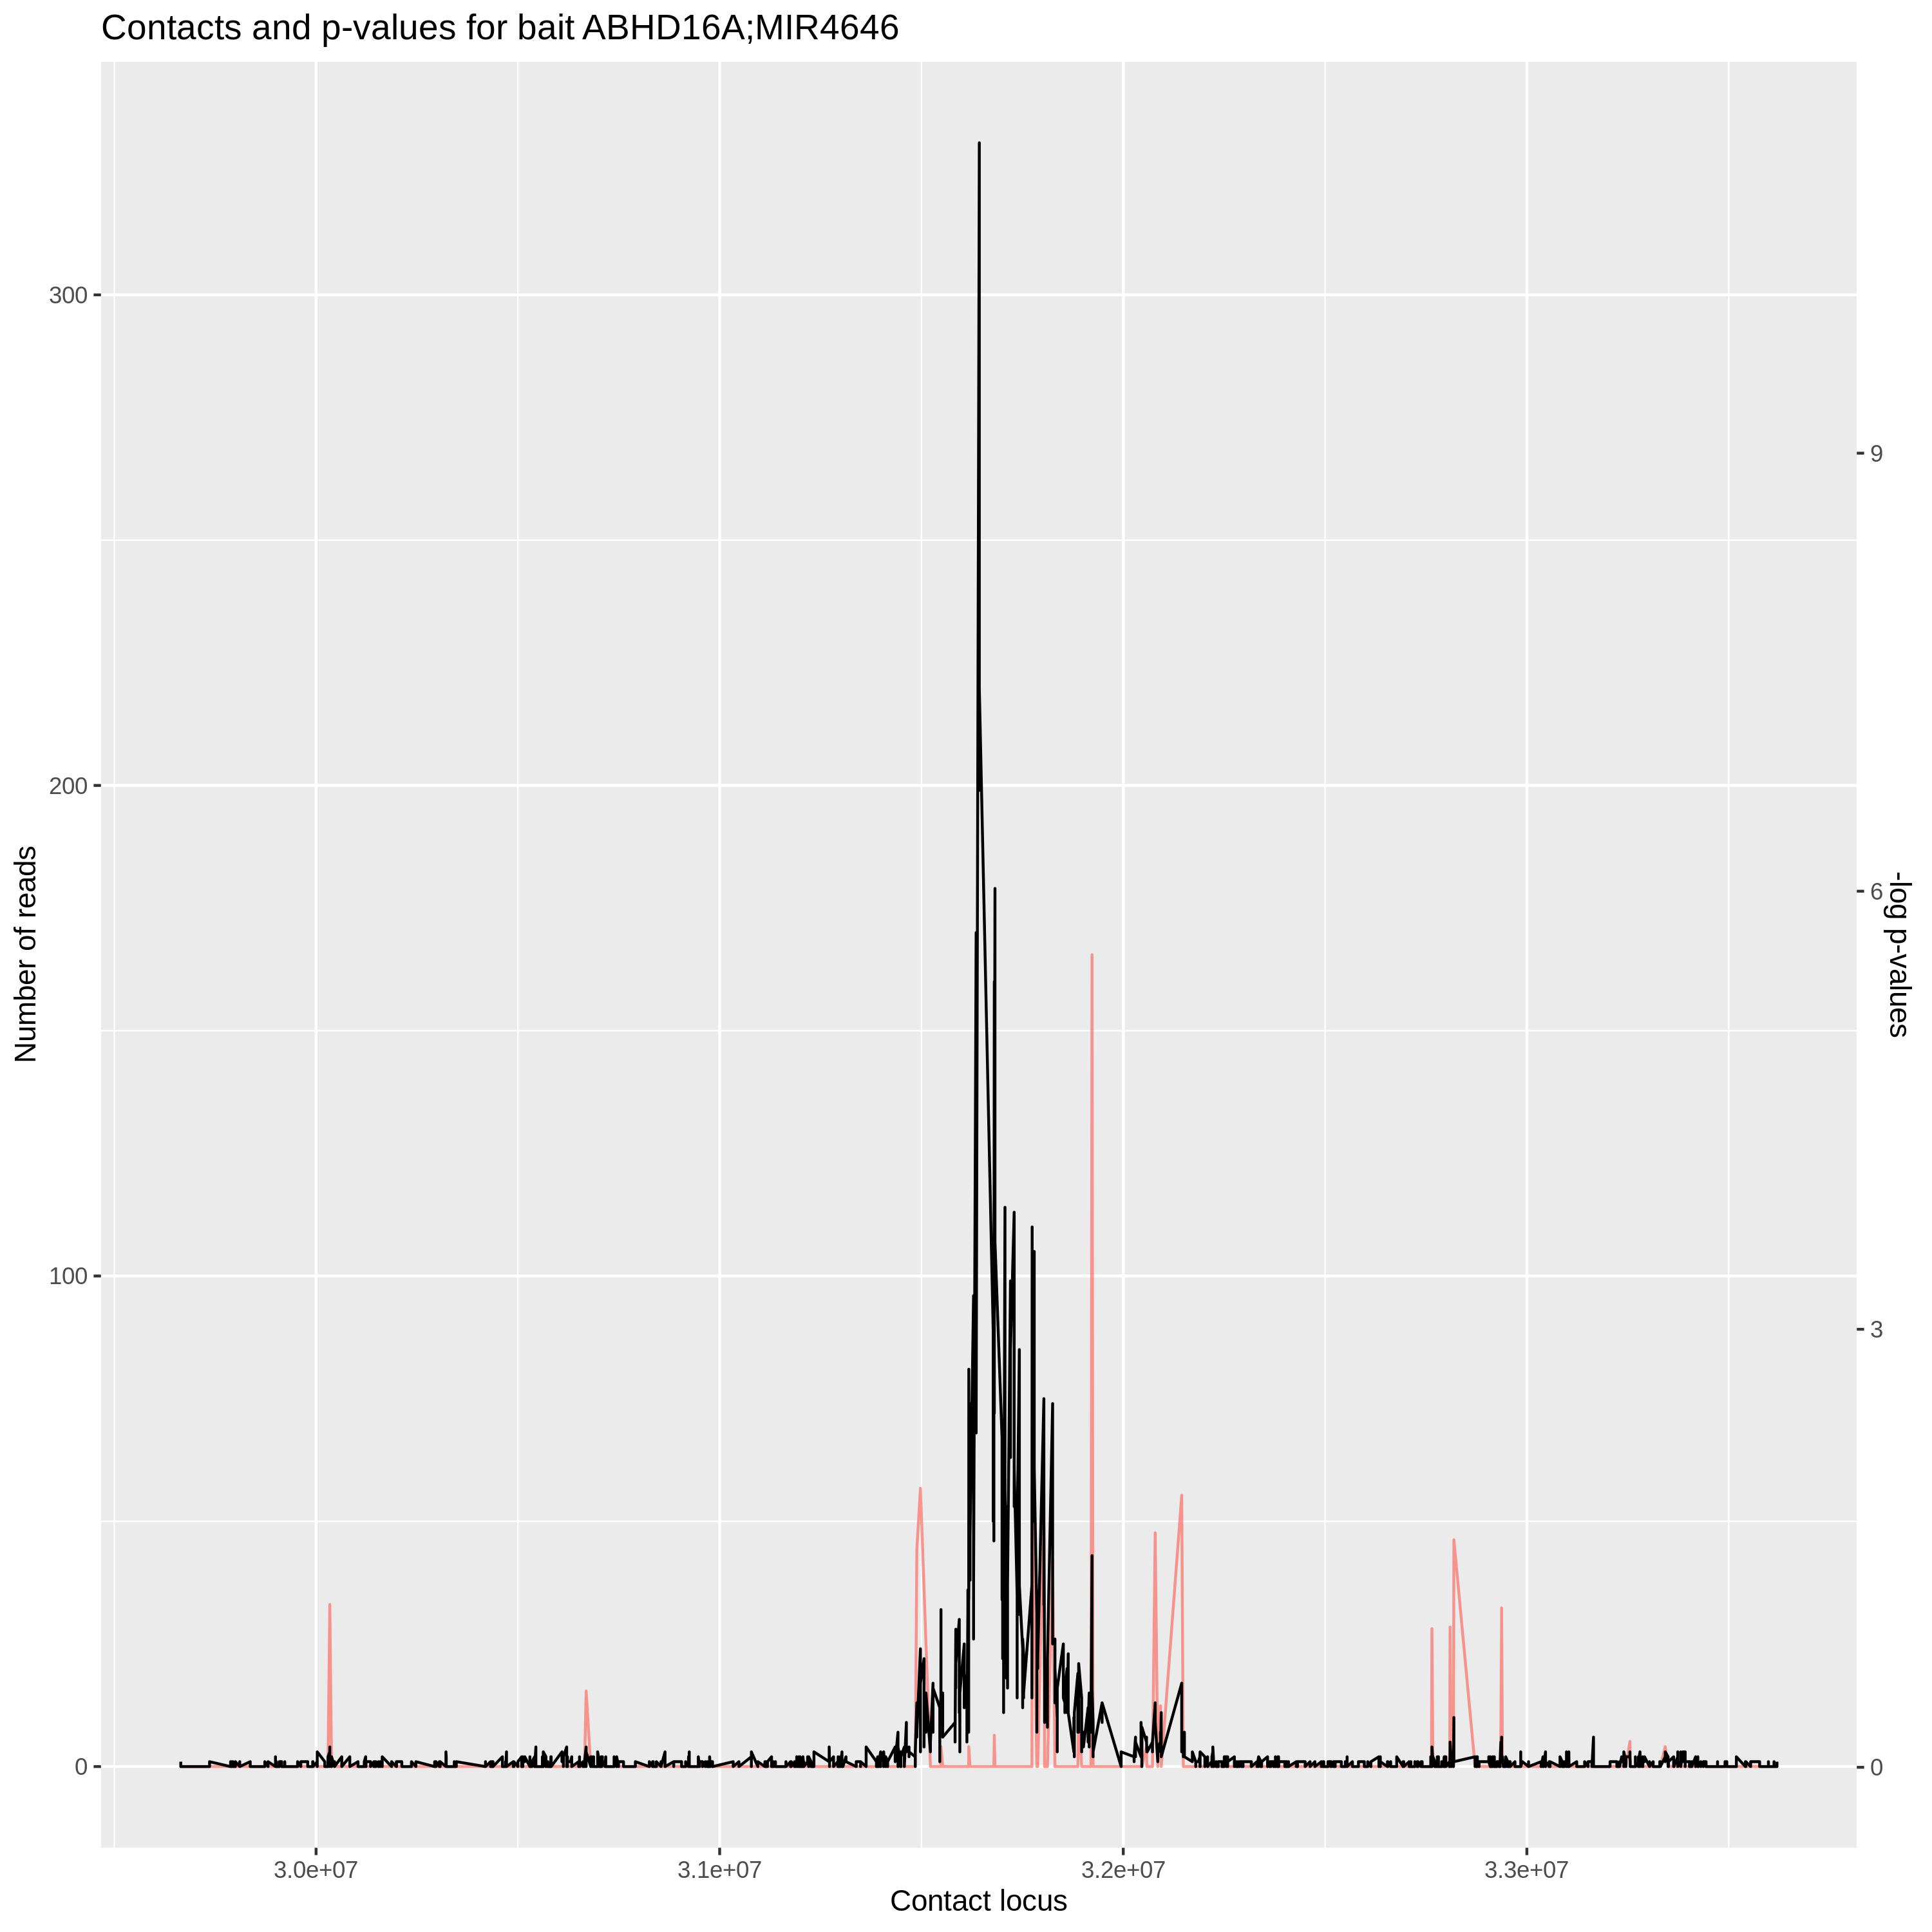 Contacts and p-values for bait ABHD16A;MIR4646
300
200
100
0
Number of reads
9
6
3
0
-log p-values
3.0e+07
3.1e+07
3.2e+07
3.3e+07
Contact locus